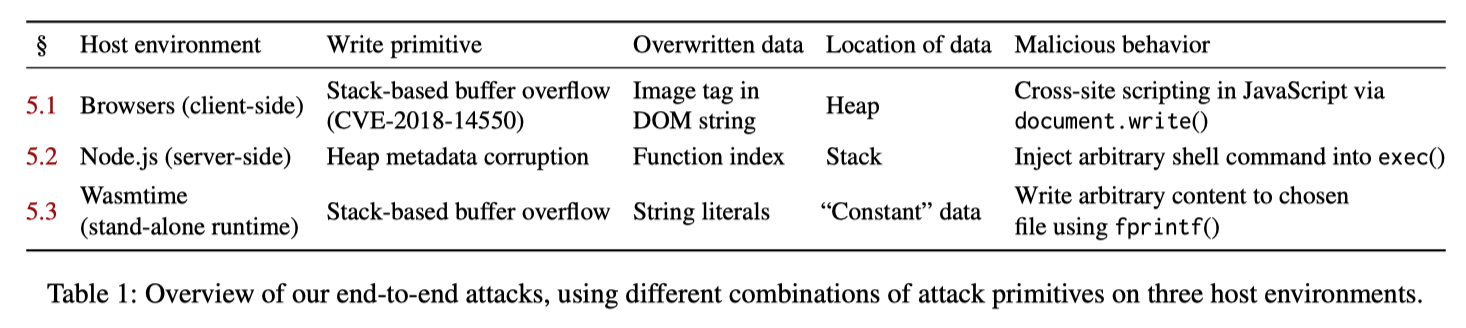 § Host environment Write primitive Overwritten data Location of data Malicious behavior
5.1 Browsers (client-side) Stack-based buffer overflow (CVE-2018-14550) Image tag in DOM string Heap Cross-site scripting in JavaScript via document.write()
5.2 Node.js (server-side) Heap metadata corruption Function index Stack Inject arbitrary shell command into exec()
5.3 Wasmtime (stand-alone runtime) Stack-based buffer overflow String literals “Constant” data Write arbitrary content to chosen file using fprintf()
Table 1: Overview of our end-to-end attacks, using different combinations of attack primitives on three host environments.